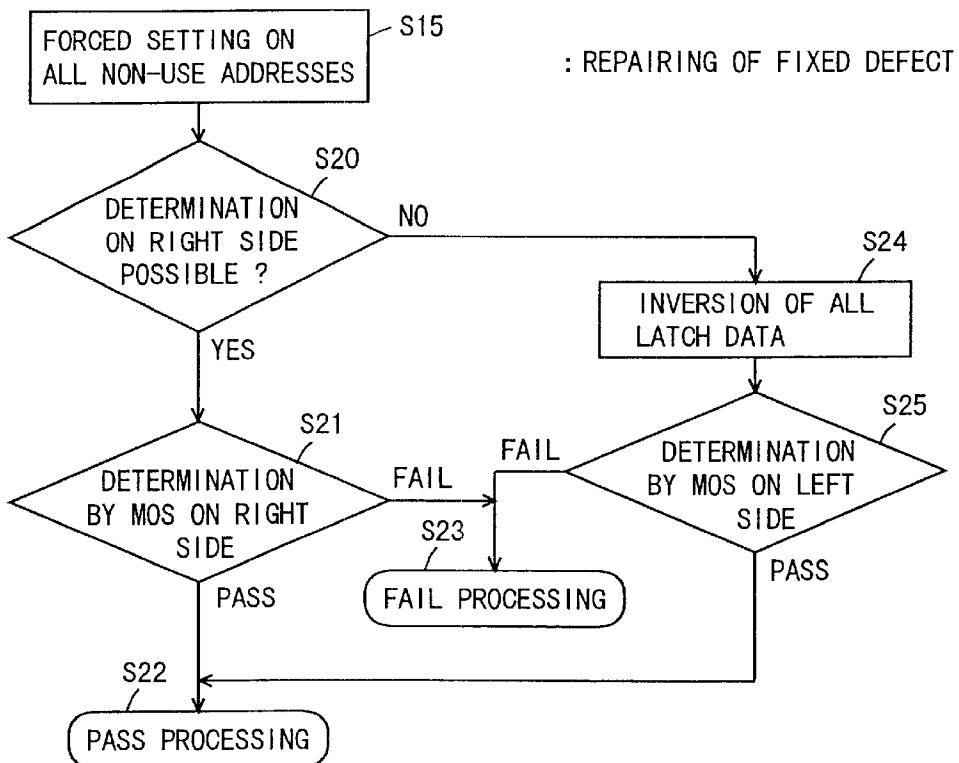 FORCED SETTING ON
ALL NON-USE ADDRESSES
S15
: REPAIRING OF FIXED DEFECT
S20
DETERMINATION
ON RIGHT SIDE
POSSIBLE ?
NO
YES
S24
INVERSION OF ALL
LATCH DATA
S21
DETERMINATION
BY MOS ON RIGHT
SIDE
FAIL
PASS
S25
DETERMINATION
BY MOS ON LEFT
SIDE
FAIL
PASS
S23
FAIL PROCESSING
S22
PASS PROCESSING